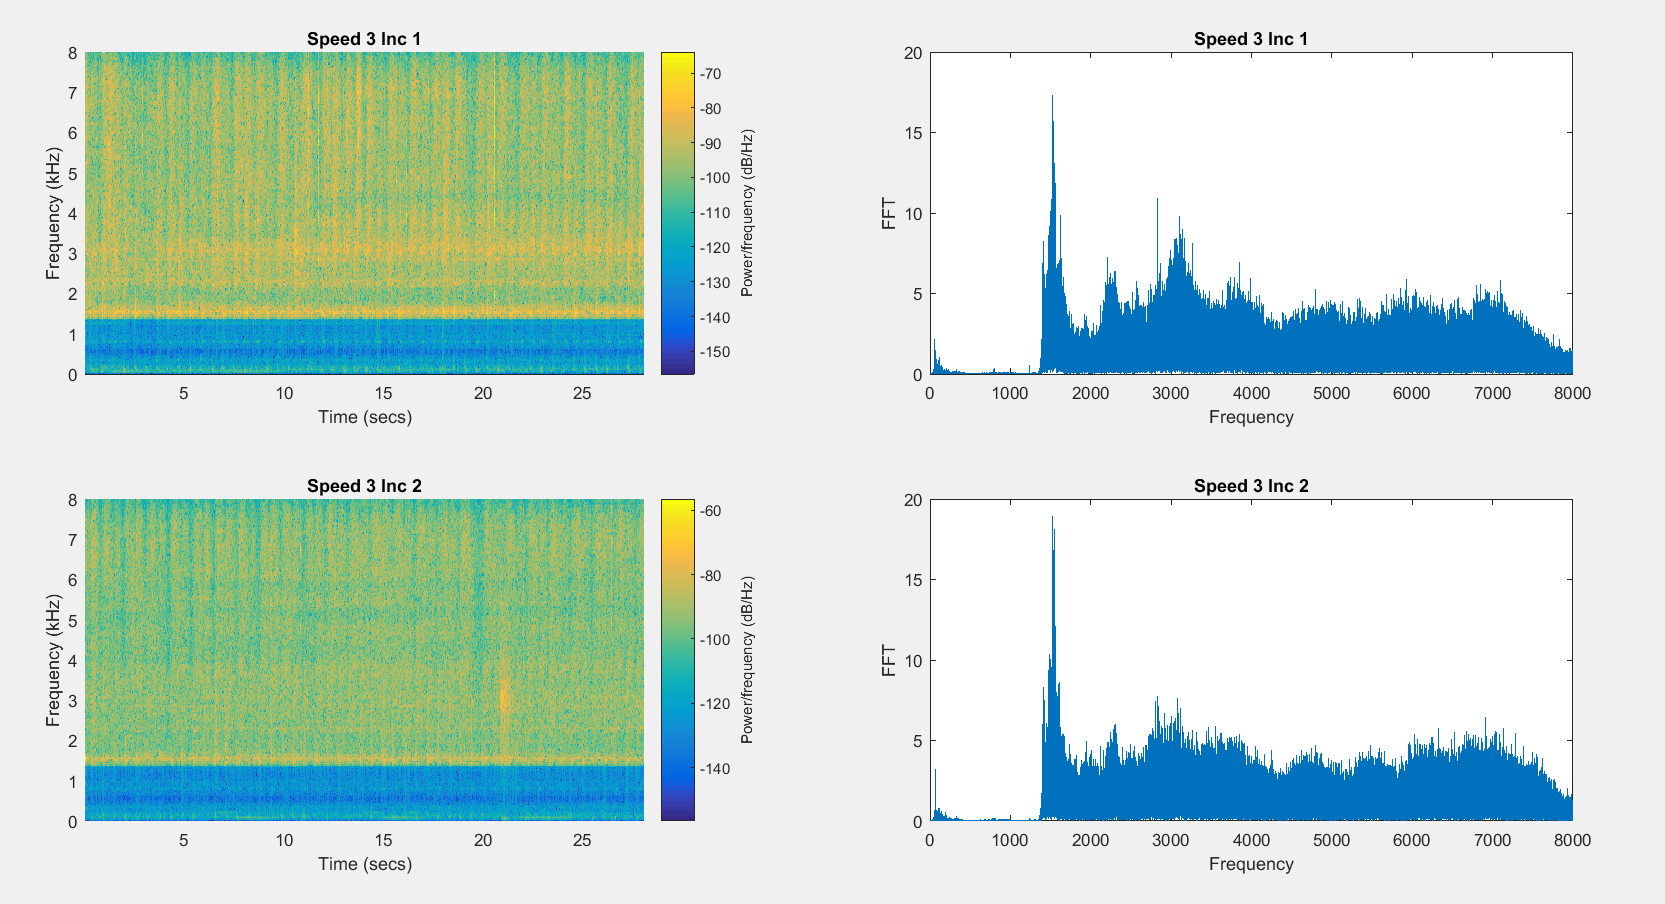 Speed 3 Inc 1
8
7
6
5
4
3
2
1
0
Frequency (kHz)
5 10 15 20 25
Time (secs)
-70
-80
-90
-100
-110
-120
-130
-140
-150
Power/frequency (dB/Hz)
Speed 3 Inc 1
20
15
10
5
0
FFT
0 1000 2000 3000 4000 5000 6000 7000 8000
Frequency
Speed 3 Inc 2
8
7
6
5
4
3
2
1
0
Frequency (kHz)
5 10 15 20 25
Time (secs)
-60
-80
-100
-120
-140
Power/frequency (dB/Hz)
Speed 3 Inc 2
20
15
10
5
0
FFT
0 1000 2000 3000 4000 5000 6000 7000 8000
Frequency